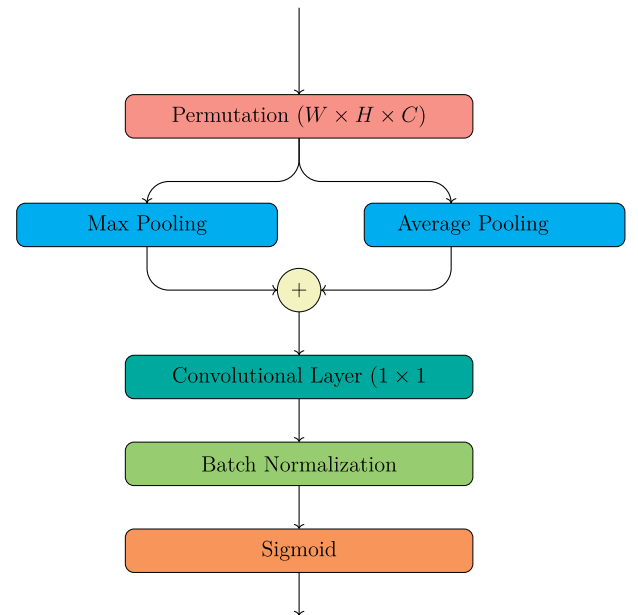 Permutation (W × H × C)
Max Pooling
Average Pooling
+
Convolutional Layer (1 × 1
Batch Normalization
Sigmoid